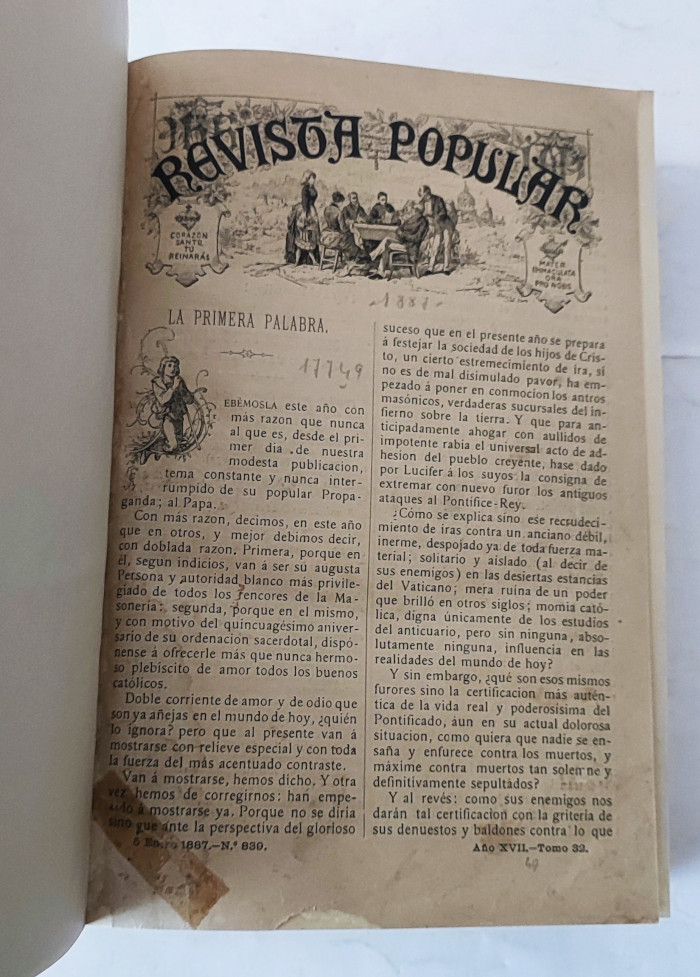 REVISTA POPULAR
CORAZON
SANTO,
TÚ
REINARÁS
MATER
IMMACULATA
ORA
PRO NOBIS
-1887-
LA PRIMERA PALABRA.
17749
EBÉMOSLA este año con
más razon que nunca
al que es, desde el pri-
mer dia de nuestra
modesta publicacion,
tema constante y nunca inter-
rumpido de su popular Propa-
ganda; al Papa.
Con más razon, decimos, en este año
que en otros, y mejor debimos decir,
con doblada razon. Primera, porque en
él, segun indicios, van á ser su augusta
Persona y autoridad blanco más privile-
giado de todos los rencores de la Ma-
sonería: segunda, porque en el mismo,
y con motivo del quincuagésimo aniver-
sario de su ordenacion sacerdotal, dispó-
nense á ofrecerle más que nunca hermo-
so plebiscito de amor todos los buenos
católicos.
Doble corriente de amor y de odio que
son ya añejas en el mundo de hoy, ¿quién
lo ignora? pero que al presente van á
mostrarse con relieve especial y con toda
la fuerza del más acentuado contraste.
Van á mostrarse, hemos dicho. Y otra
vez hemos de corregirnos: han empe-
zado á mostrarse ya. Porque no se diria
sino que ante la perspectiva del glorioso
6 Enero 1887.—N.º 839.
suceso que en el presente año se prepara
á festejar la sociedad de los hijos de Cris-
to, un cierto estremecimiento de ira, si
no es de mal disimulado pavor, ha em-
pezado á poner en conmocion los antros
masónicos, verdaderas sucursales del in-
fierno sobre la tierra. Y que para an-
ticipadamente ahogar con aullidos de
impotente rabia el universal acto de ad-
hesion del pueblo creyente, hase dado
por Lucifer á los suyos la consigna de
extremar con nuevo furor los antiguos
ataques al Pontífice-Rey.
¿Cómo se explica sino ese recrudeci-
miento de iras contra un anciano débil,
inerme, despojado ya de toda fuerza ma-
terial; solitario y aislado (al decir de
sus enemigos) en las desiertas estancias
del Vaticano; mera ruina de un poder
que brilló en otros siglos; momia cató-
lica, digna únicamente de los estudios
del anticuario, pero sin ninguna, abso-
lutamente ninguna, influencia en las
realidades del mundo de hoy?
Y sin embargo, ¿qué son esos mismos
furores sino la certificacion más autén-
tica de la vida real y poderosísima del
Pontificado, áun en su actual dolorosa
situacion, como quiera que nadie se en-
saña y enfurece contra los muertos, y
máxime contra muertos tan solemne y
definitivamente sepultados?
Y al revés: como sus enemigos nos
darán tal certificacion con la gritería de
sus denuestos y baldones contra lo que
Año XVII.—Tomo 32.